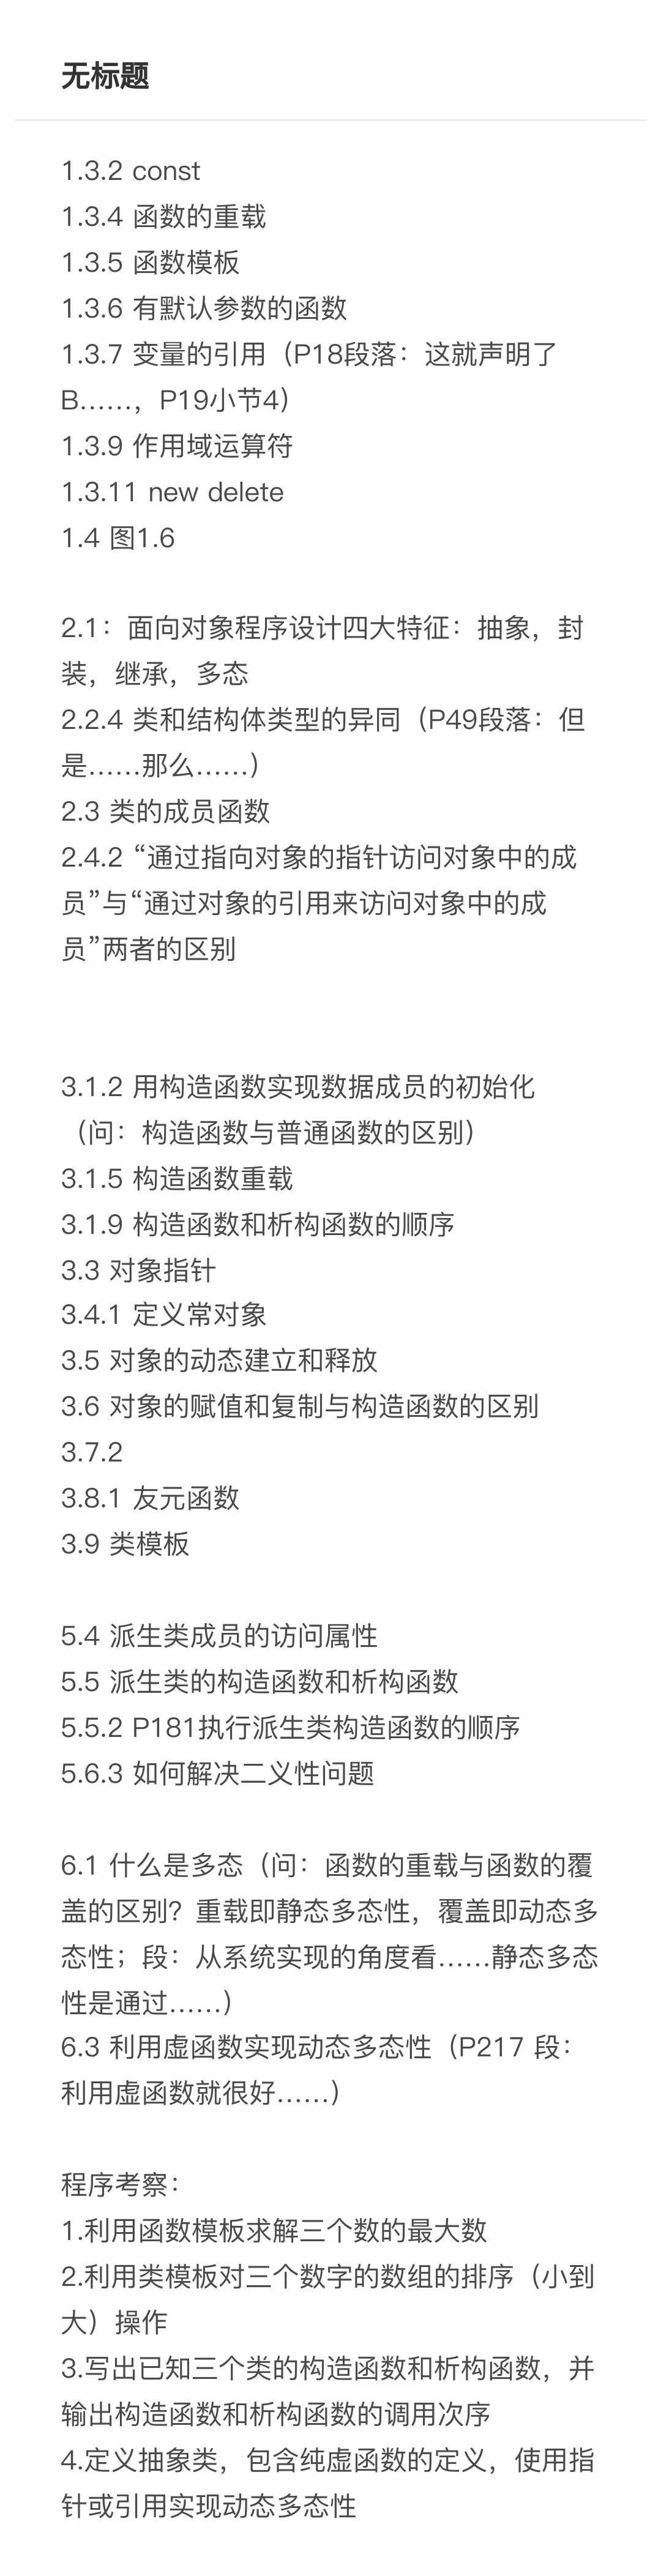 无标题
1.3.2 const
1.3.4 函数的重载
1.3.5 函数模板
1.3.6 有默认参数的函数
1.3.7 变量的引用（P18段落：这就声明了
B……，P19小节4）
1.3.9 作用域运算符
1.3.11 new delete
1.4 图1.6
2.1：面向对象程序设计四大特征：抽象，封
装，继承，多态
2.2.4 类和结构体类型的异同（P49段落：但
是……那么……）
2.3 类的成员函数
2.4.2 “通过指向对象的指针访问对象中的成
员”与“通过对象的引用来访问对象中的成
员”两者的区别
3.1.2 用构造函数实现数据成员的初始化
（问：构造函数与普通函数的区别）
3.1.5 构造函数重载
3.1.9 构造函数和析构函数的顺序
3.3 对象指针
3.4.1 定义常对象
3.5 对象的动态建立和释放
3.6 对象的赋值和复制与构造函数的区别
3.7.2
3.8.1 友元函数
3.9 类模板
5.4 派生类成员的访问属性
5.5 派生类的构造函数和析构函数
5.5.2 P181执行派生类构造函数的顺序
5.6.3 如何解决二义性问题
6.1 什么是多态（问：函数的重载与函数的覆
盖的区别？重载即静态多态性，覆盖即动态多
态性；段：从系统实现的角度看……静态多态
性是通过……）
6.3 利用虚函数实现动态多态性（P217 段：
利用虚函数就很好……）
程序考察：
1.利用函数模板求解三个数的最大数
2.利用类模板对三个数字的数组的排序（小到
大）操作
3.写出已知三个类的构造函数和析构函数，并
输出构造函数和析构函数的调用次序
4.定义抽象类，包含纯虚函数的定义，使用指
针或引用实现动态多态性